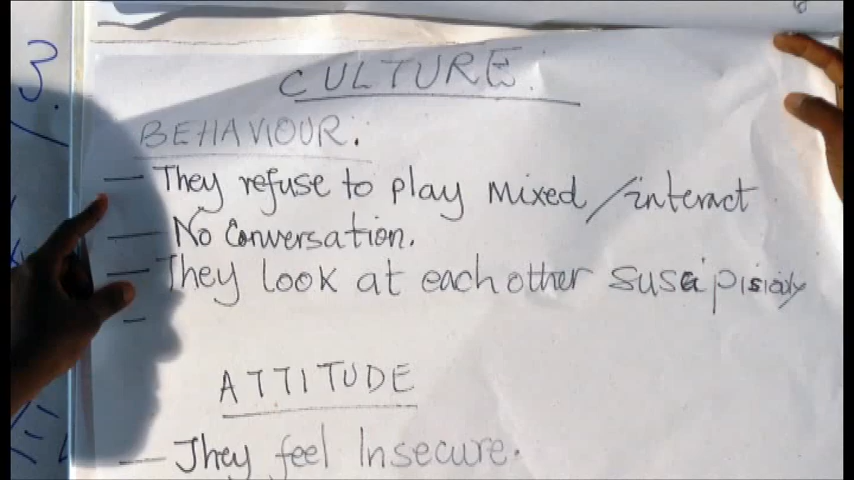 3.
CULTURE.
BEHAVIOUR.
— They refuse to play mixed/interact
— No Conversation.
— They look at each other
—
ATTITUDE
— They feel Insecure.